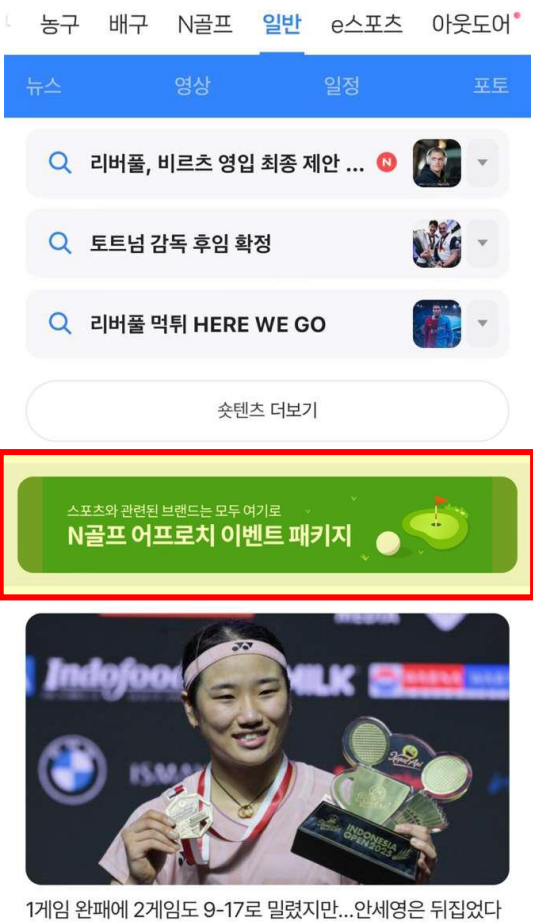 농구 배구 N골프 일반 e스포츠 아웃도어
뉴스 영상 일정 포토
리버풀, 비르츠 영입 최종 제안 ... N
토트넘 감독 후임 확정
리버풀 먹튀 HERE WE GO
숏텐츠 더보기
스포츠와 관련된 브랜드는 모두 여기로
N골프 어프로치 이벤트 패키지
Indofood
MILK
BMW
INDONESIA
OPEN 2025
1게임 완패에 2게임도 9-17로 밀렸지만...안세영은 뒤집었다